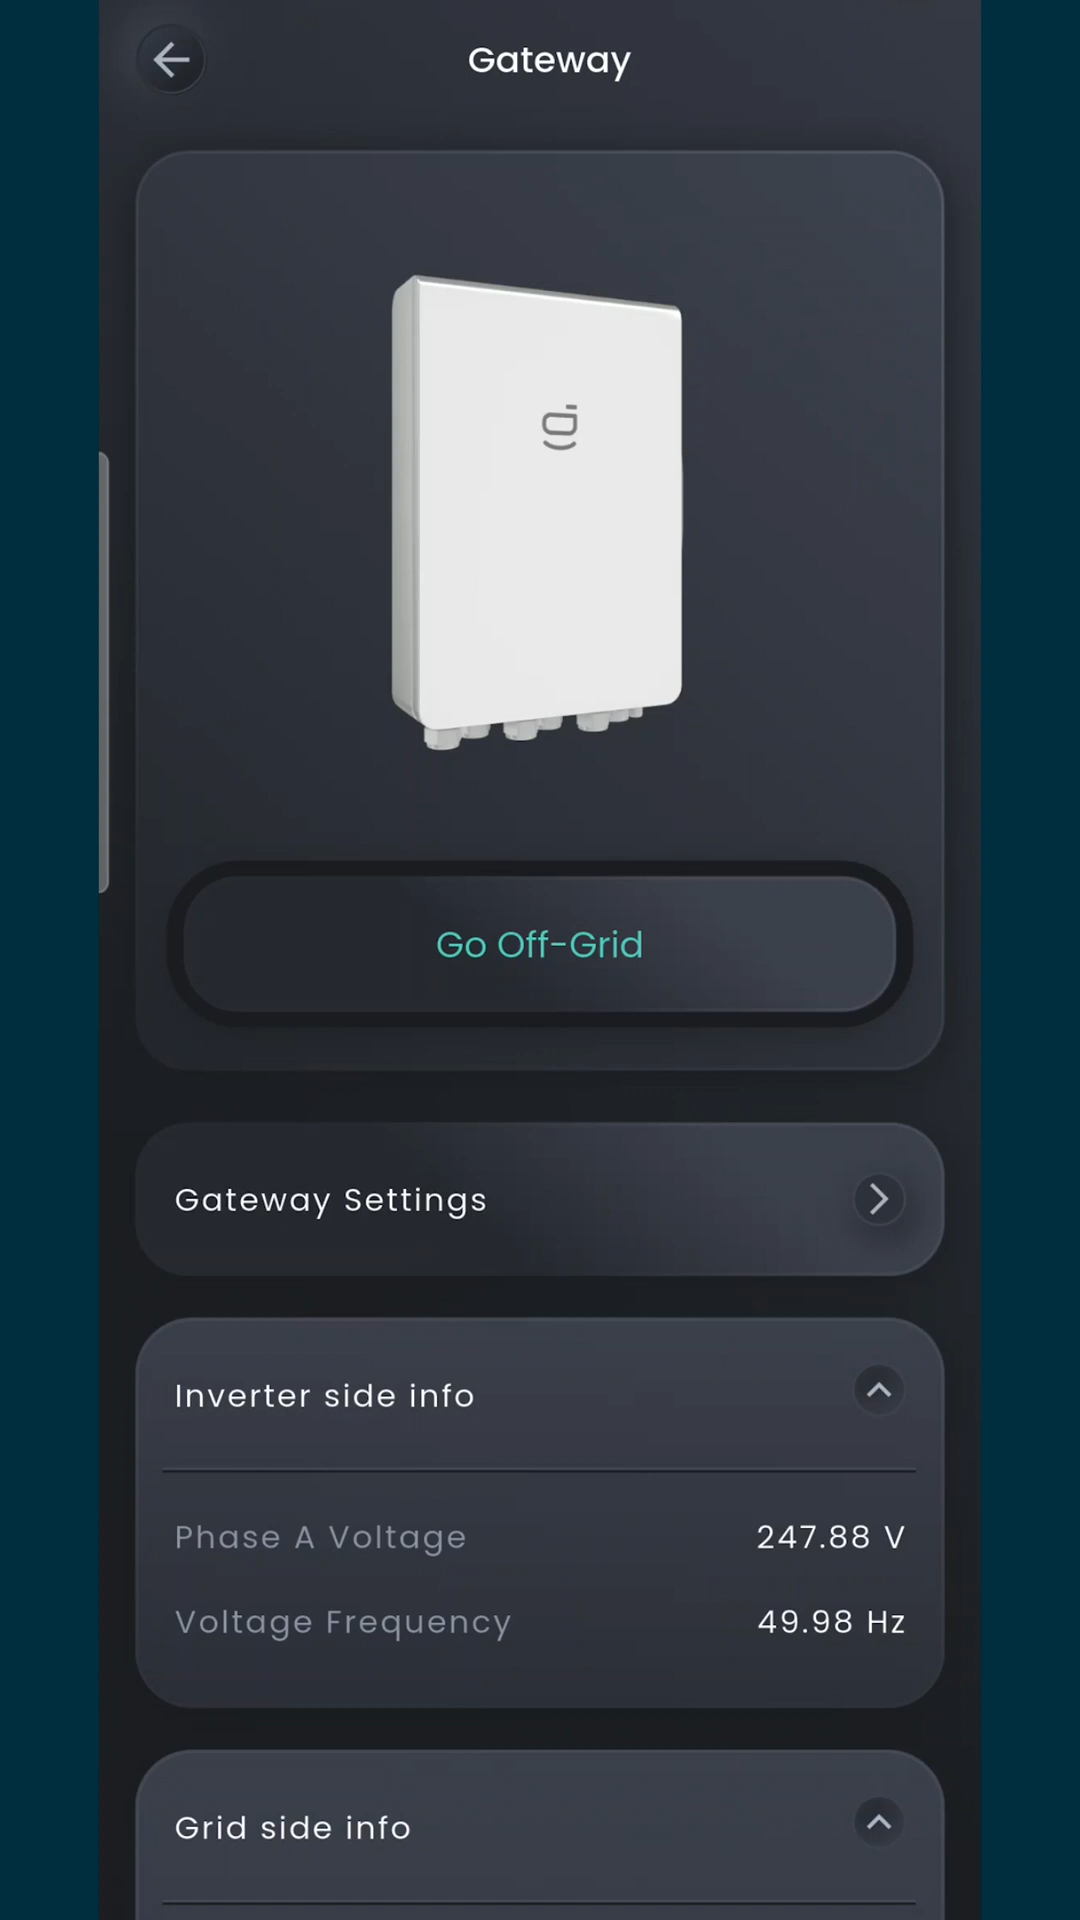 Gateway
Go Off-Grid
Gateway Settings
Inverter side info
Phase A Voltage 247.88 V
Voltage Frequency 49.98 Hz
Grid side info